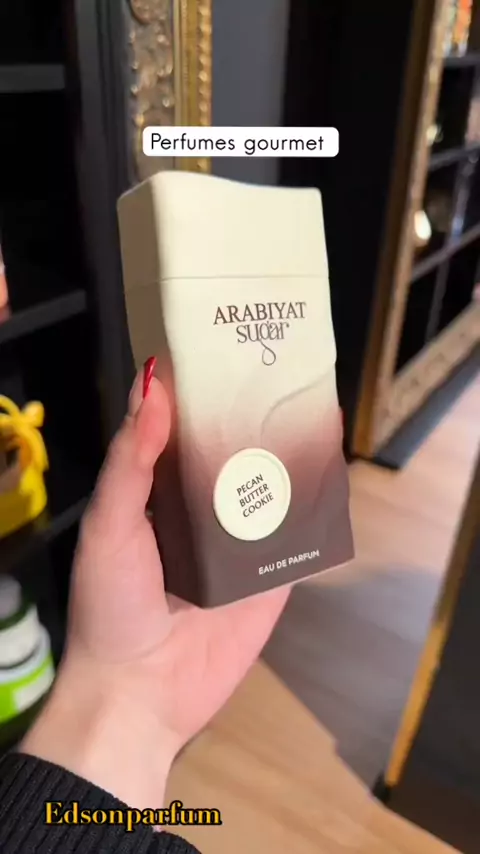 Perfumes gourmet
ARABIYAT
sugar
PECAN
BUTTER
COOKIE
EAU DE PARFUM
Edsonparfum